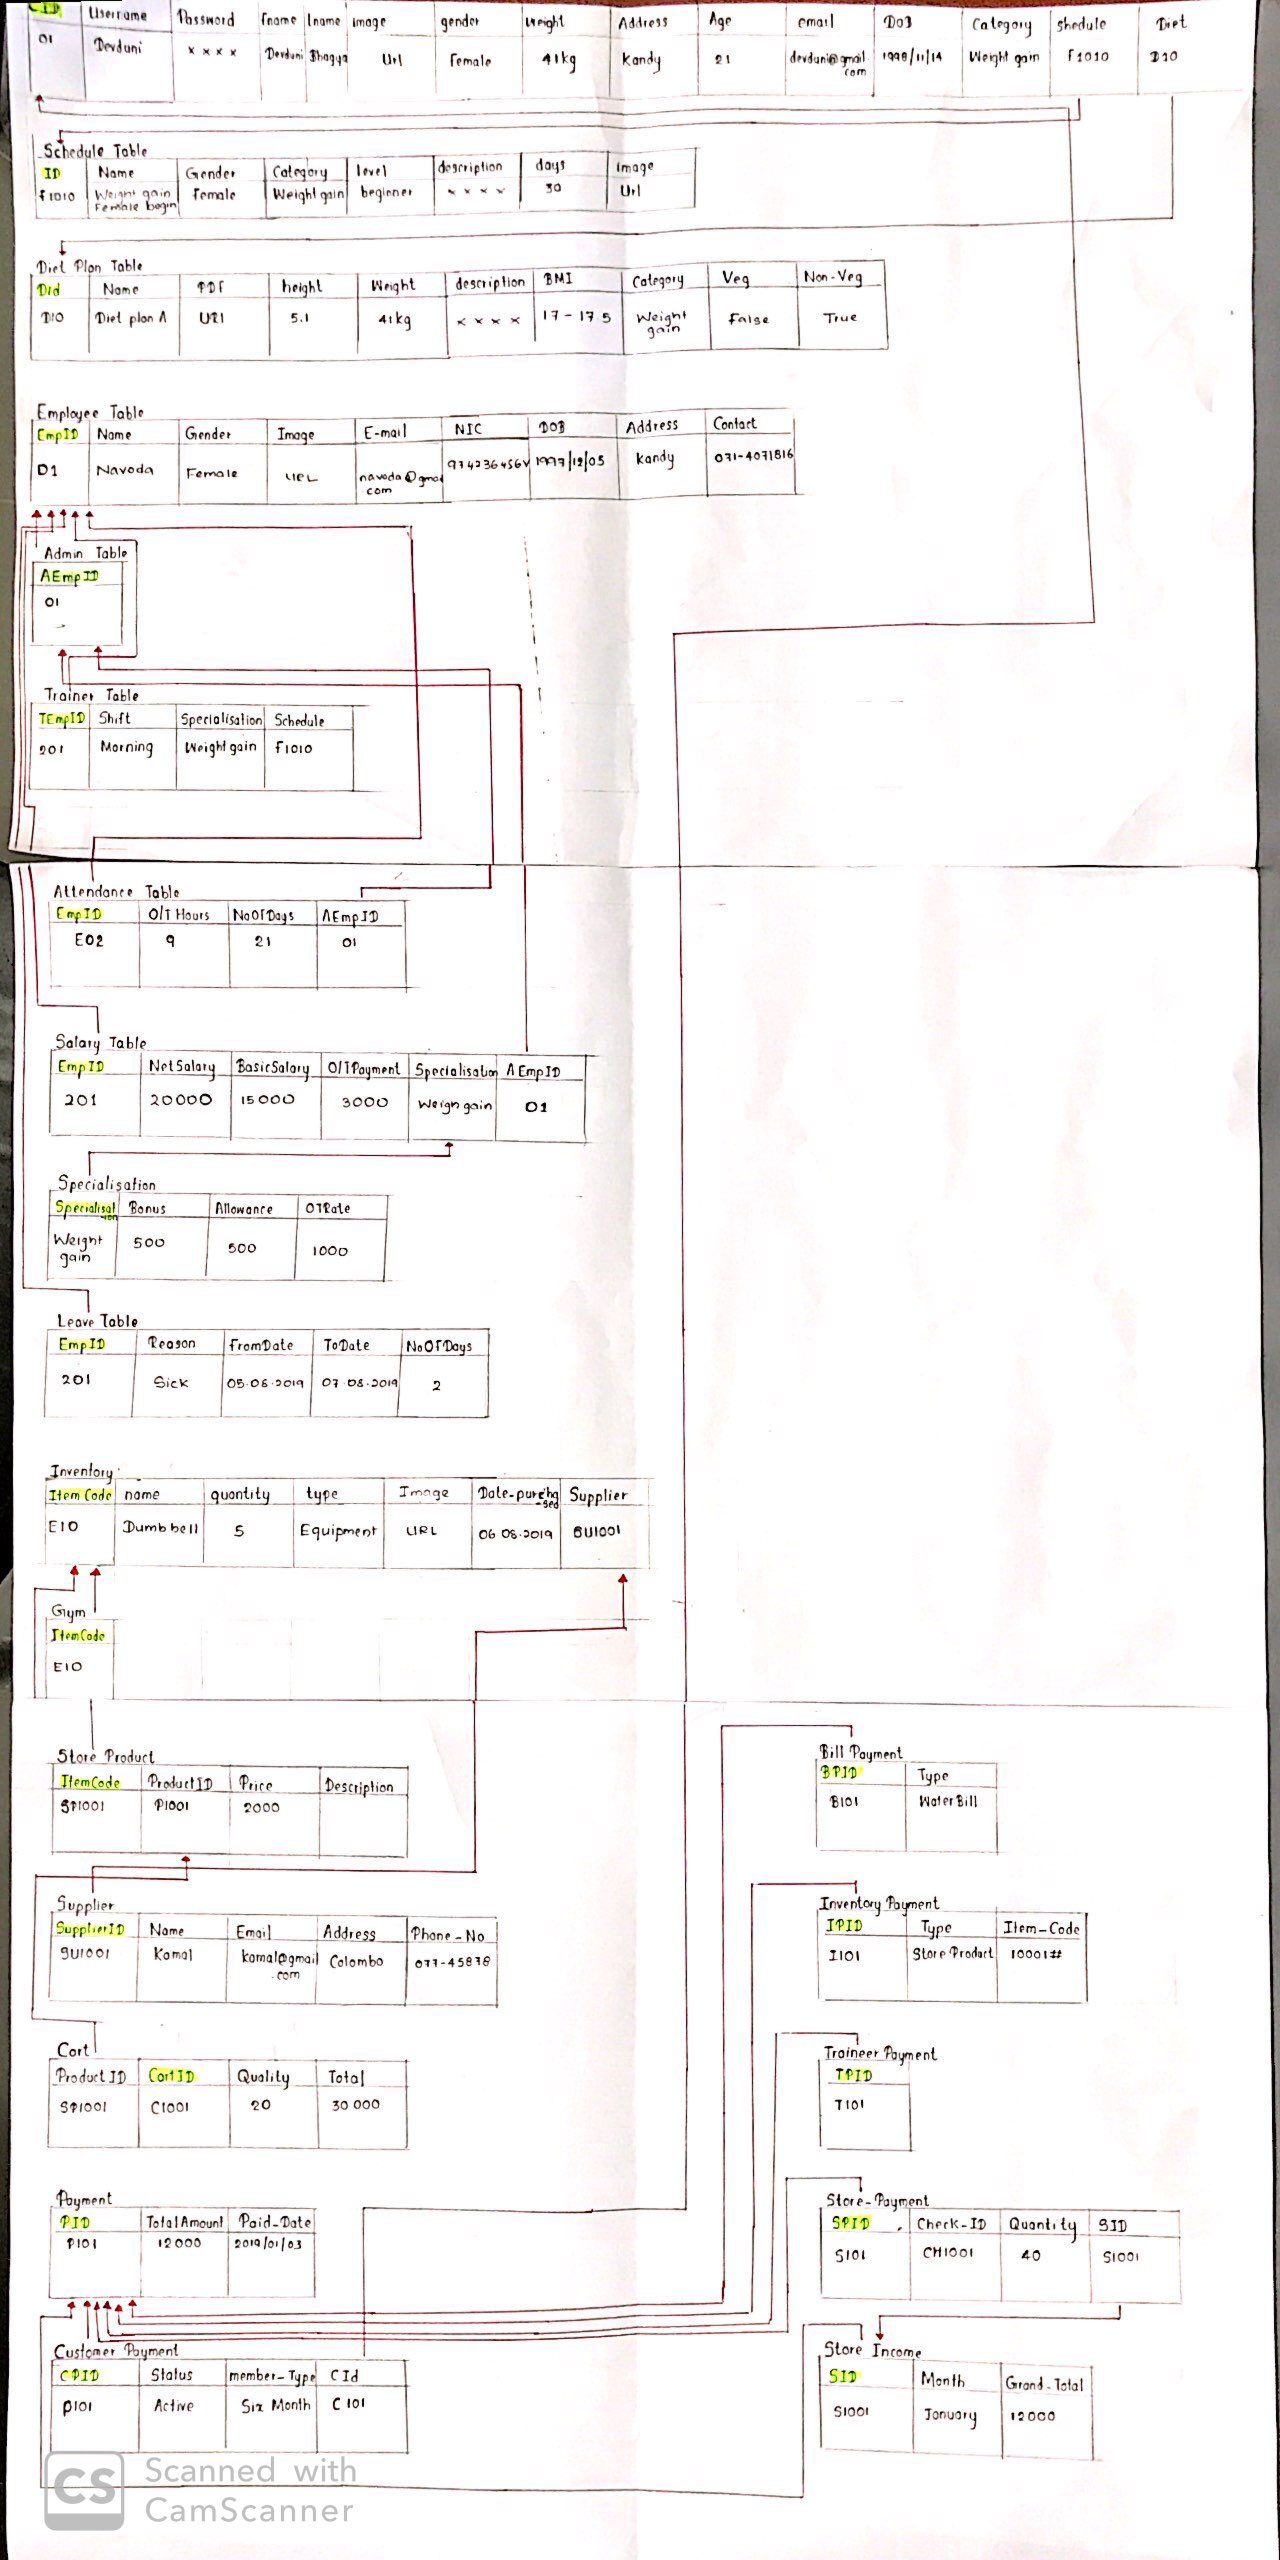 CID Username Password Fname Lname image gender weight Address Age email DOB Category Shedule Diet
01 Devduni x x x x Devduni Bhagya Url Female 41kg Kandy 21 devduni@gmail.com 1998/11/14 Weight gain F1010 D10
Schedule Table
ID Name Gender Category level description days image
F1010 Weight gain Female begin Female Weight gain beginner x x x x 30 Url
Diet Plan Table
Did Name PDF height Weight description BMI Category Veg Non-Veg
D10 Diet plan A URl 5.1 41kg x x x x 17 - 17.5 Weight gain False True
Employee Table
EmpID Name Gender Image E-mail NIC DOB Address Contact
01 Navoda Female URL navoda@gmai com 974236456V 1997/12/05 Kandy 071-4071816
Admin Table
AEmpID
01
Trainer Table
TEmpID Shift Specialisation Schedule
201 Morning Weight gain F1010
Attendance Table
EmpID O/T Hours NoOfDays AEmpID
E02 9 21 01
Salary Table
EmpID NetSalary BasicSalary O/TPayment Specialisation AEmpID
201 20000 15000 3000 Weigh gain 01
Specialisation
Specialisation Bonus Allowance OTRate
Weight gain 500 500 1000
Leave Table
EmpID Reason FromDate ToDate NoOfDays
201 Sick 05.08.2019 07.08.2019 2
Inventory
Item Code name quantity type Image Date-purchased Supplier
E10 Dumbbell 5 Equipment URL 06.08.2019 SU1001
Gym
ItemCode
E10
Store Product
ItemCode ProductID Price Description
SP1001 P1001 2000
Supplier
SupplierID Name Email Address Phone-No
SU1001 Kamal kamal@gmail.com Colombo 077-45878
Cart
Product ID CartID Quality Total
SP1001 C1001 20 30 000
Payment
PID TotalAmount Paid-Date
P101 12000 2019/01/03
Customer Payment
CPID Status member-Type CId
P101 Active Six Month C101
Bill Payment
BPID Type
B101 Water Bill
Inventory Payment
IPID Type Item-Code
I101 Store Product 10001#
Traineer Payment
TPID
T101
Store-Payment
SPID Check-ID Quantity SID
S101 CH1001 40 S1001
Store Income
SID Month Grand-Total
S1001 January 12000
CS Scanned with
CamScanner